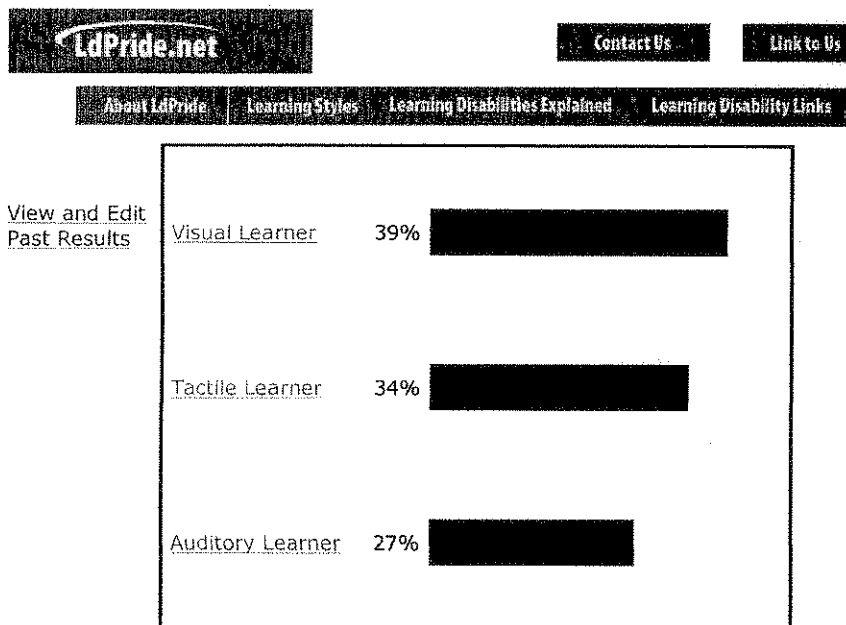 LdPride.net
Contact Us
Link to Us
About LdPride
Learning Styles
Learning Disabilities Explained
Learning Disability Links
View and Edit
Past Results
Visual Learner 39%
Tactile Learner 34%
Auditory Learner 27%